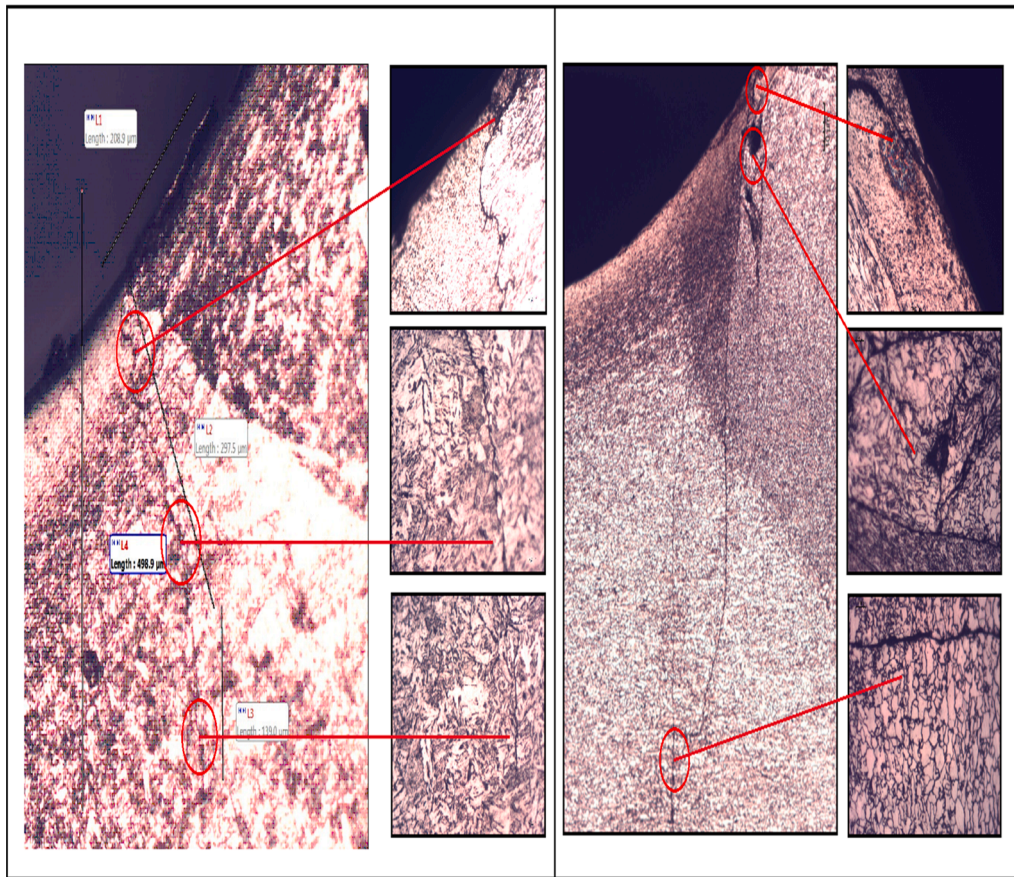 L1
Length : 208.9 µm
L2
Length : 297.5 µm
L4
Length : 498.9 µm
L3
Length : 139.0 µm